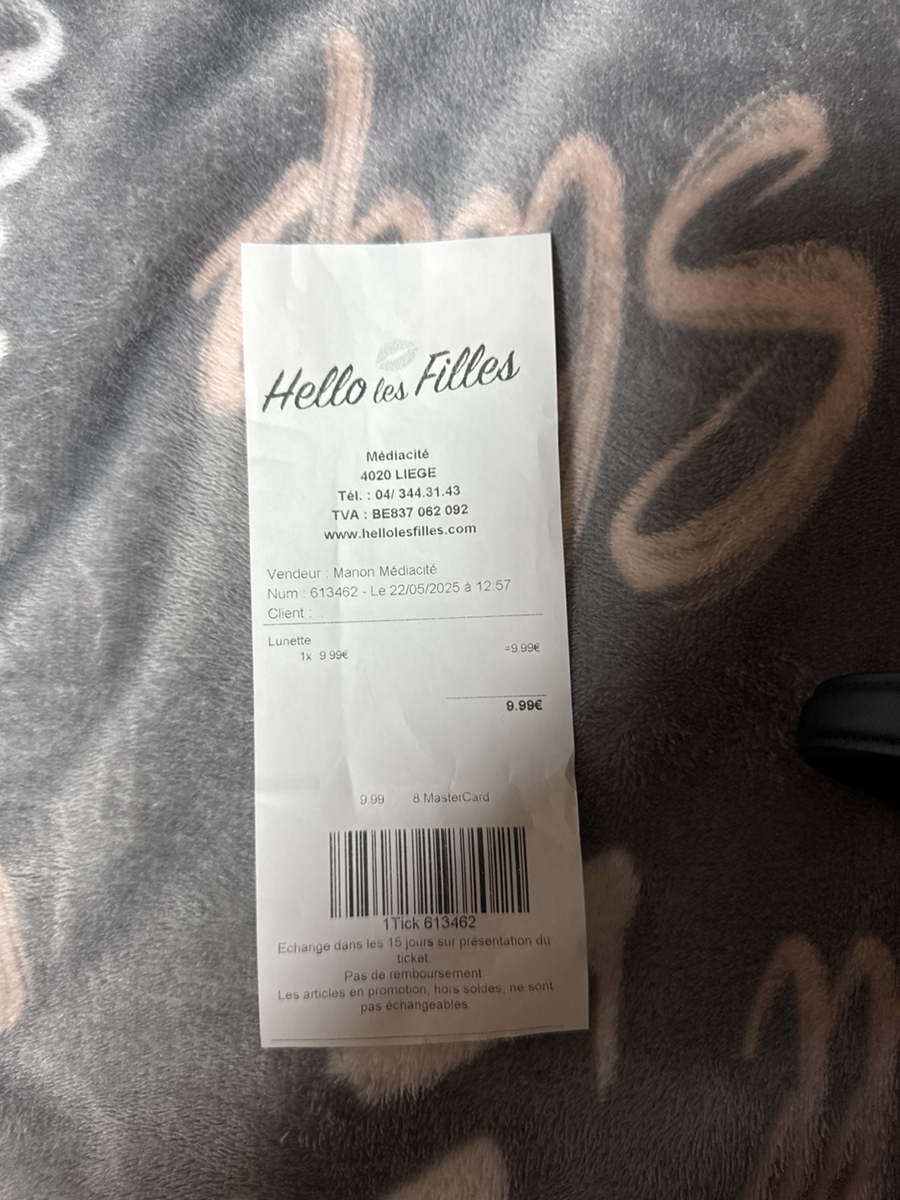 Hello les Filles
Médiacité
4020 LIEGE
Tél. : 04/ 344.31.43
TVA : BE837 062 092
www.hellolesfilles.com
Vendeur : Manon Médiacité
Num : 613462 - Le 22/05/2025 à 12:57
Client :
Lunette
1x 9.99€ =9.99€
9.99€
9.99 8.MasterCard
1Tick 613462
Echange dans les 15 jours sur présentation du
ticket.
Pas de remboursement
Les articles en promotion, hors soldes, ne sont
pas échangeables